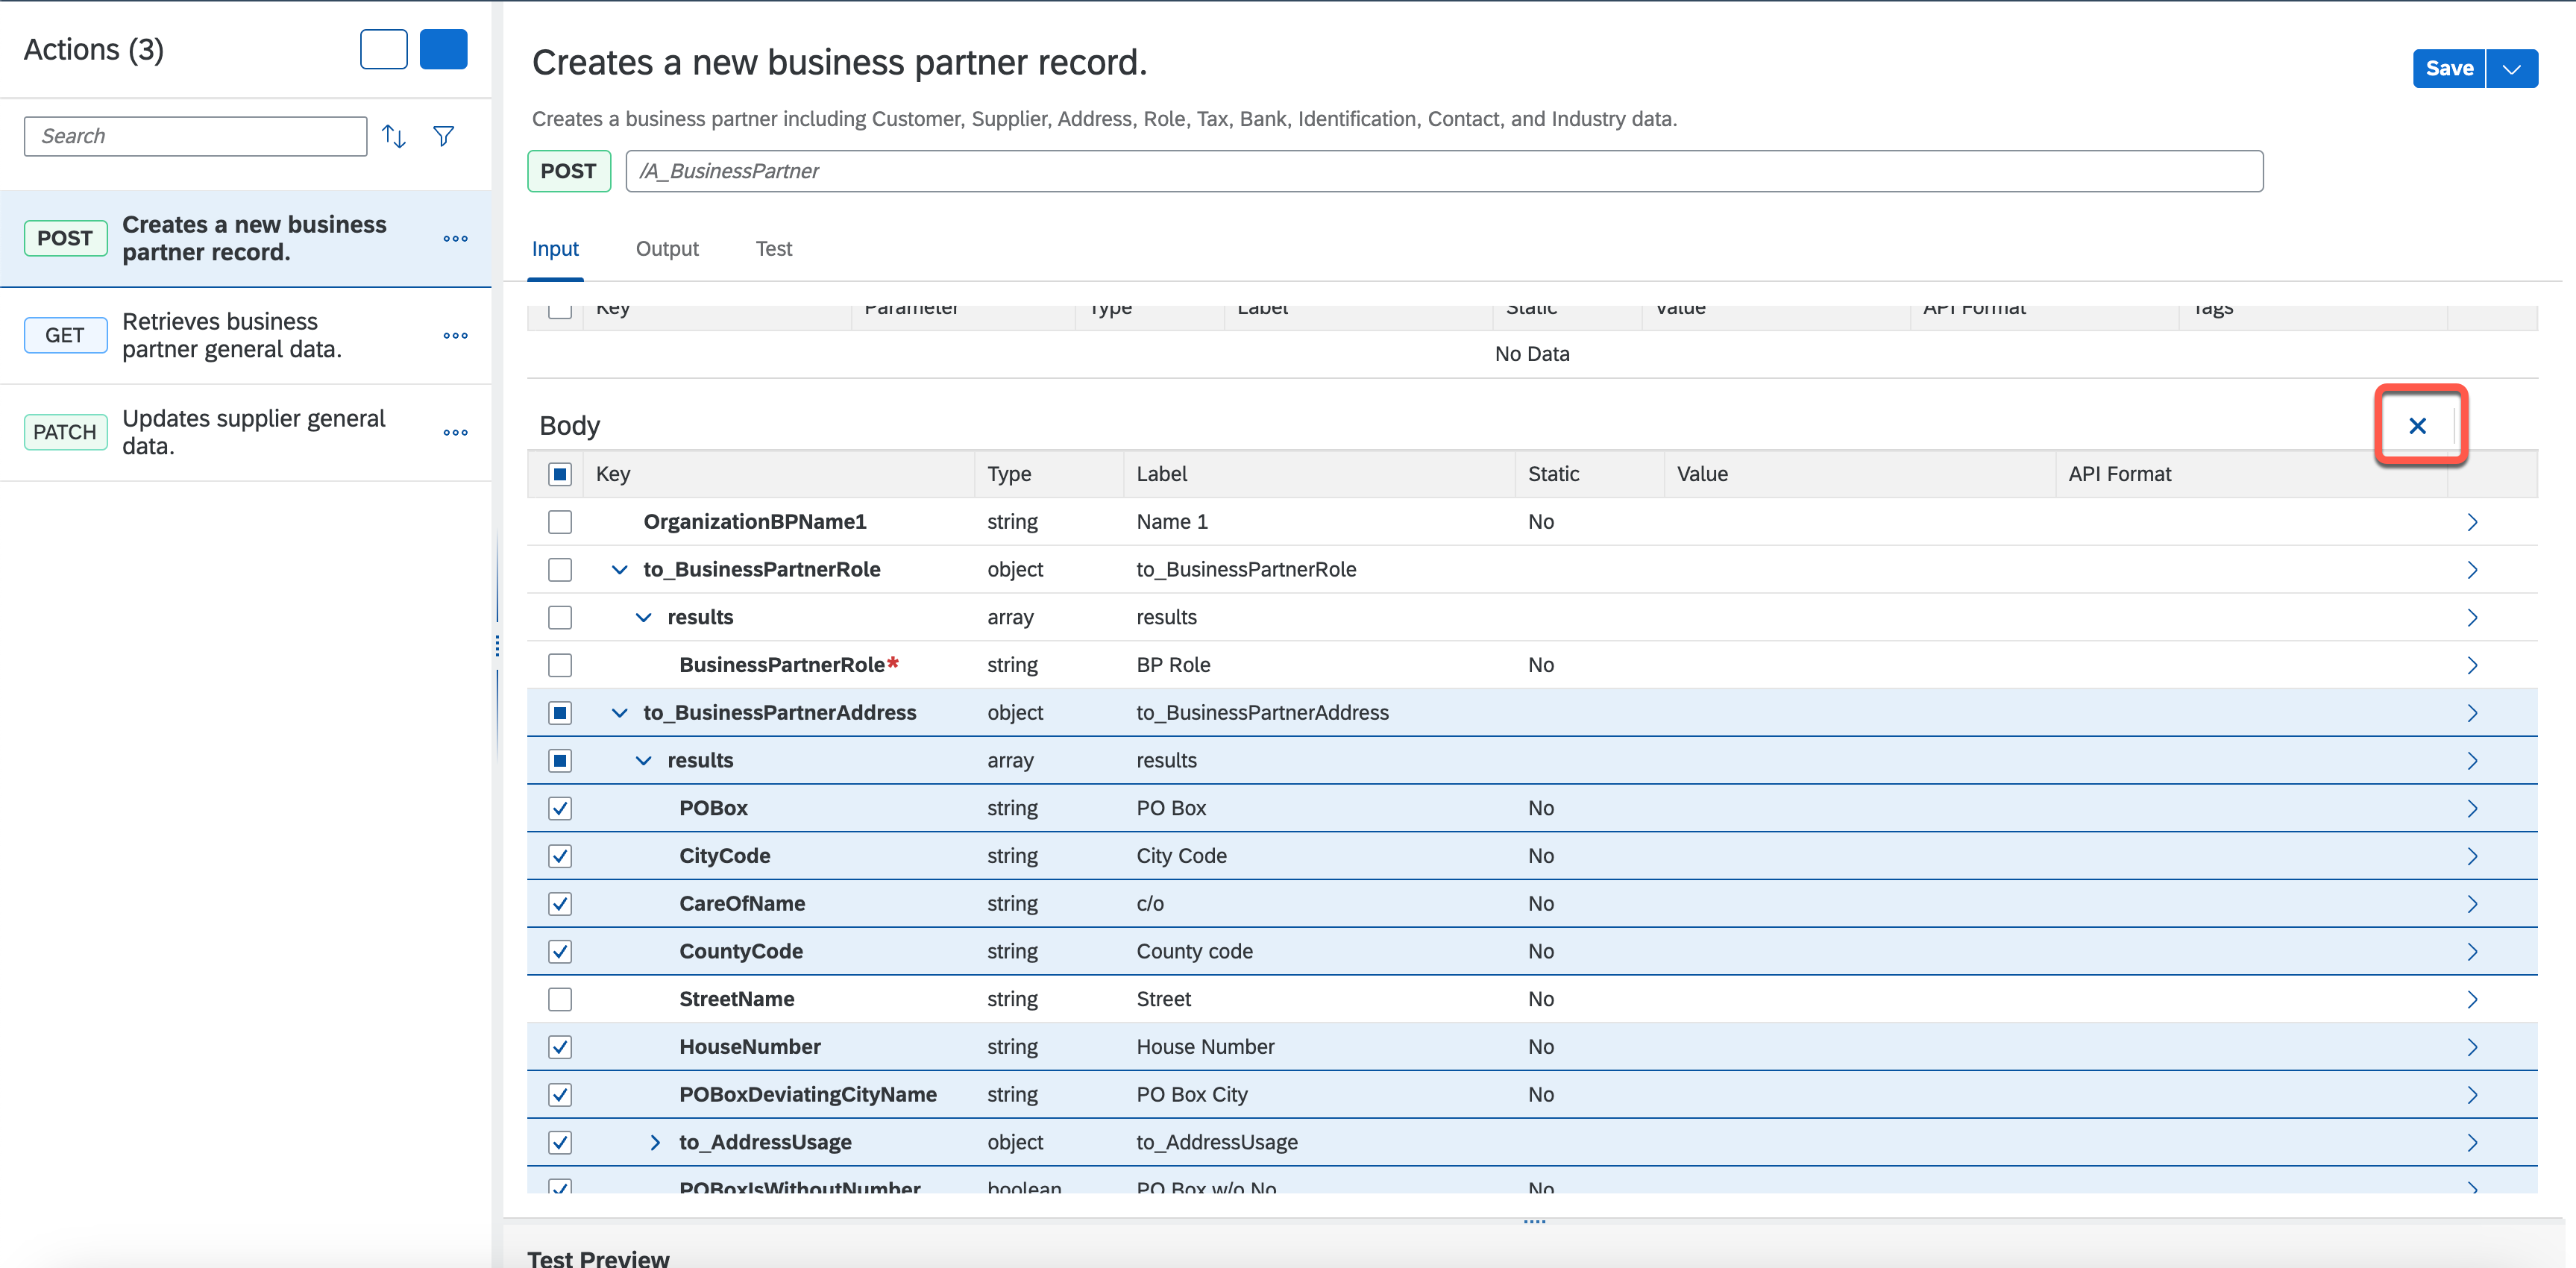 Actions (3)
Search
POST
Creates a new business
partner record.
GET
Retrieves business
partner general data.
PATCH
Updates supplier general
data.
Creates a new business partner record.
Save
Creates a business partner including Customer, Supplier, Address, Role, Tax, Bank, Identification, Contact, and Industry data.
POST /A_BusinessPartner
Input Output Test
Key Parameter Type Label Static Value API Format Tags
No Data
Body
Key Type Label Static Value API Format
OrganizationBPName1 string Name 1 No
to_BusinessPartnerRole object to_BusinessPartnerRole
results array results
BusinessPartnerRole* string BP Role No
to_BusinessPartnerAddress object to_BusinessPartnerAddress
results array results
POBox string PO Box No
CityCode string City Code No
CareOfName string c/o No
CountyCode string County code No
StreetName string Street No
HouseNumber string House Number No
POBoxDeviatingCityName string PO Box City No
to_AddressUsage object to_AddressUsage
POBoxIsWithoutNumber boolean PO Box w/o No No
Test Preview